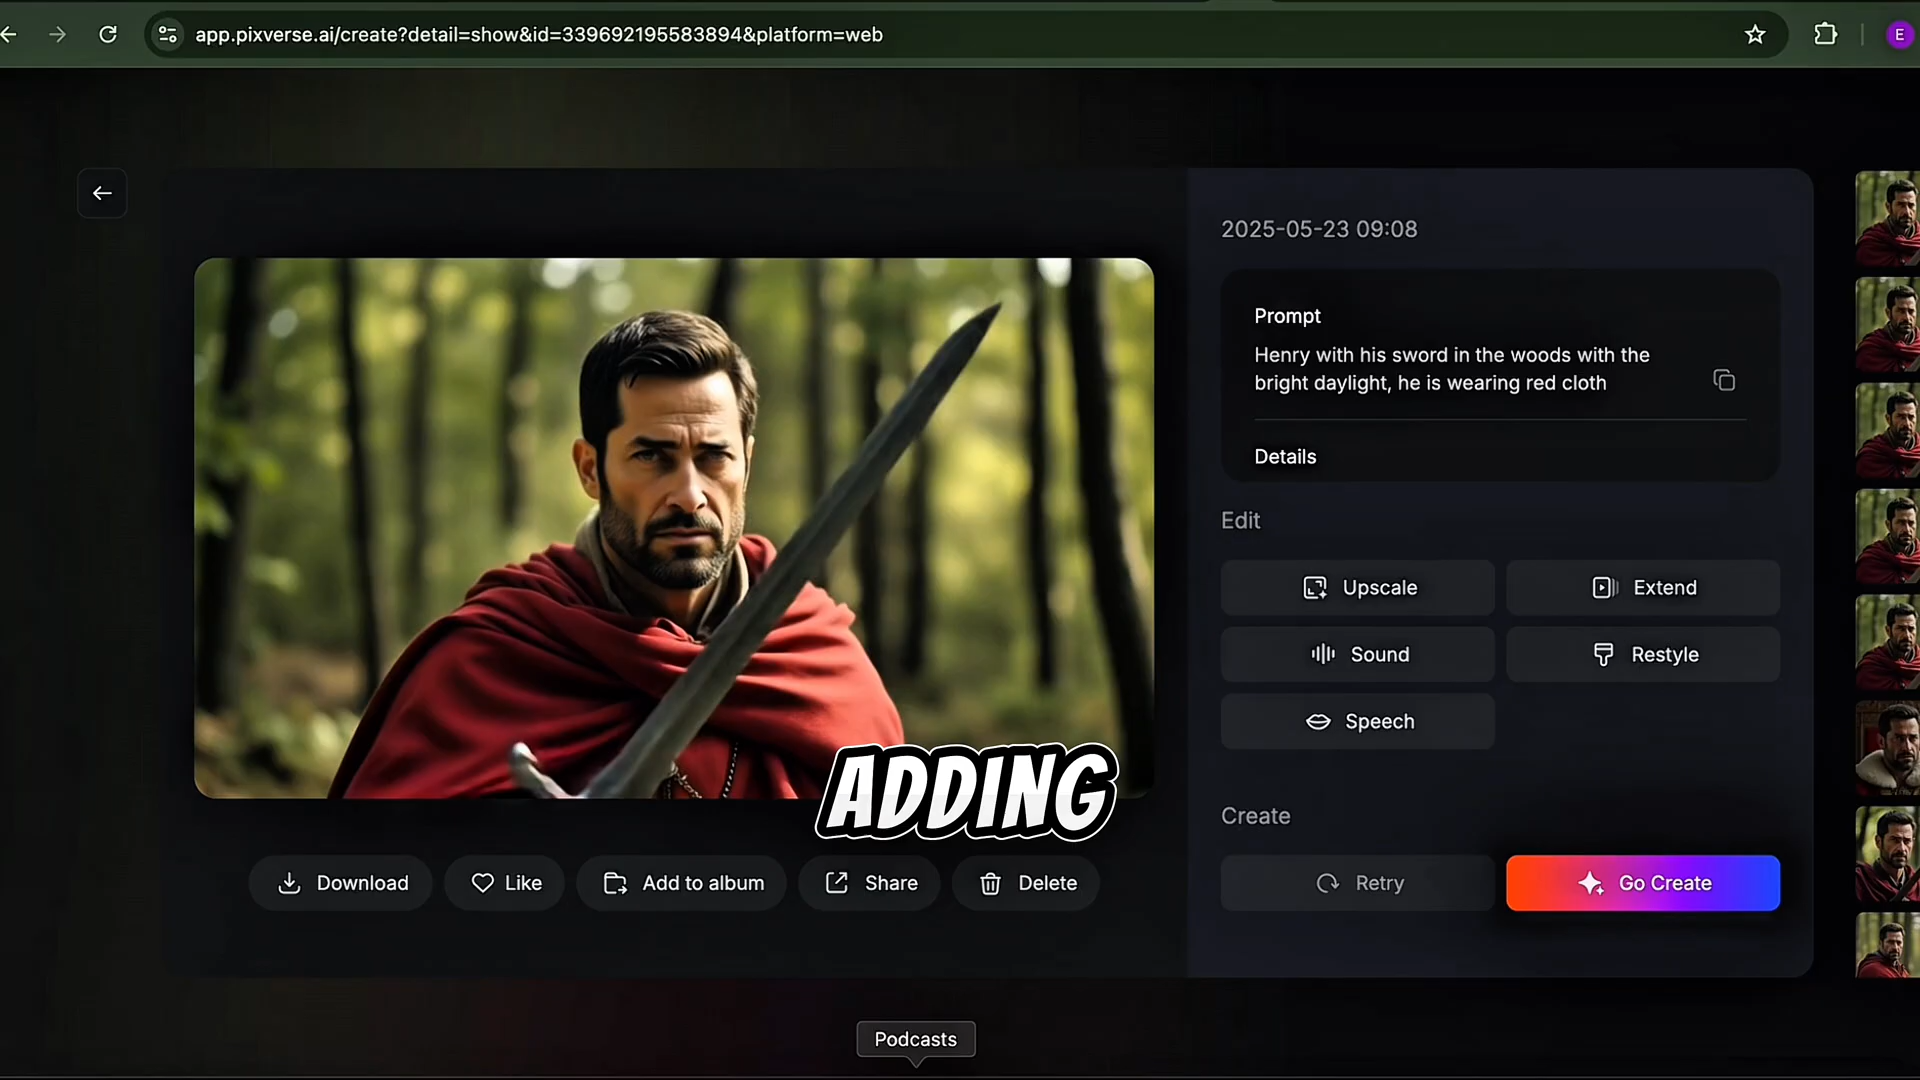 app.pixverse.ai/create?detail=show&id=339692195583894&platform=web
E
2025-05-23 09:08
Prompt
Henry with his sword in the woods with the
bright daylight, he is wearing red cloth
Details
Edit
Upscale
Extend
Sound
Restyle
Speech
ADDING
Create
Download
Like
Add to album
Share
Delete
Retry
Go Create
Podcasts